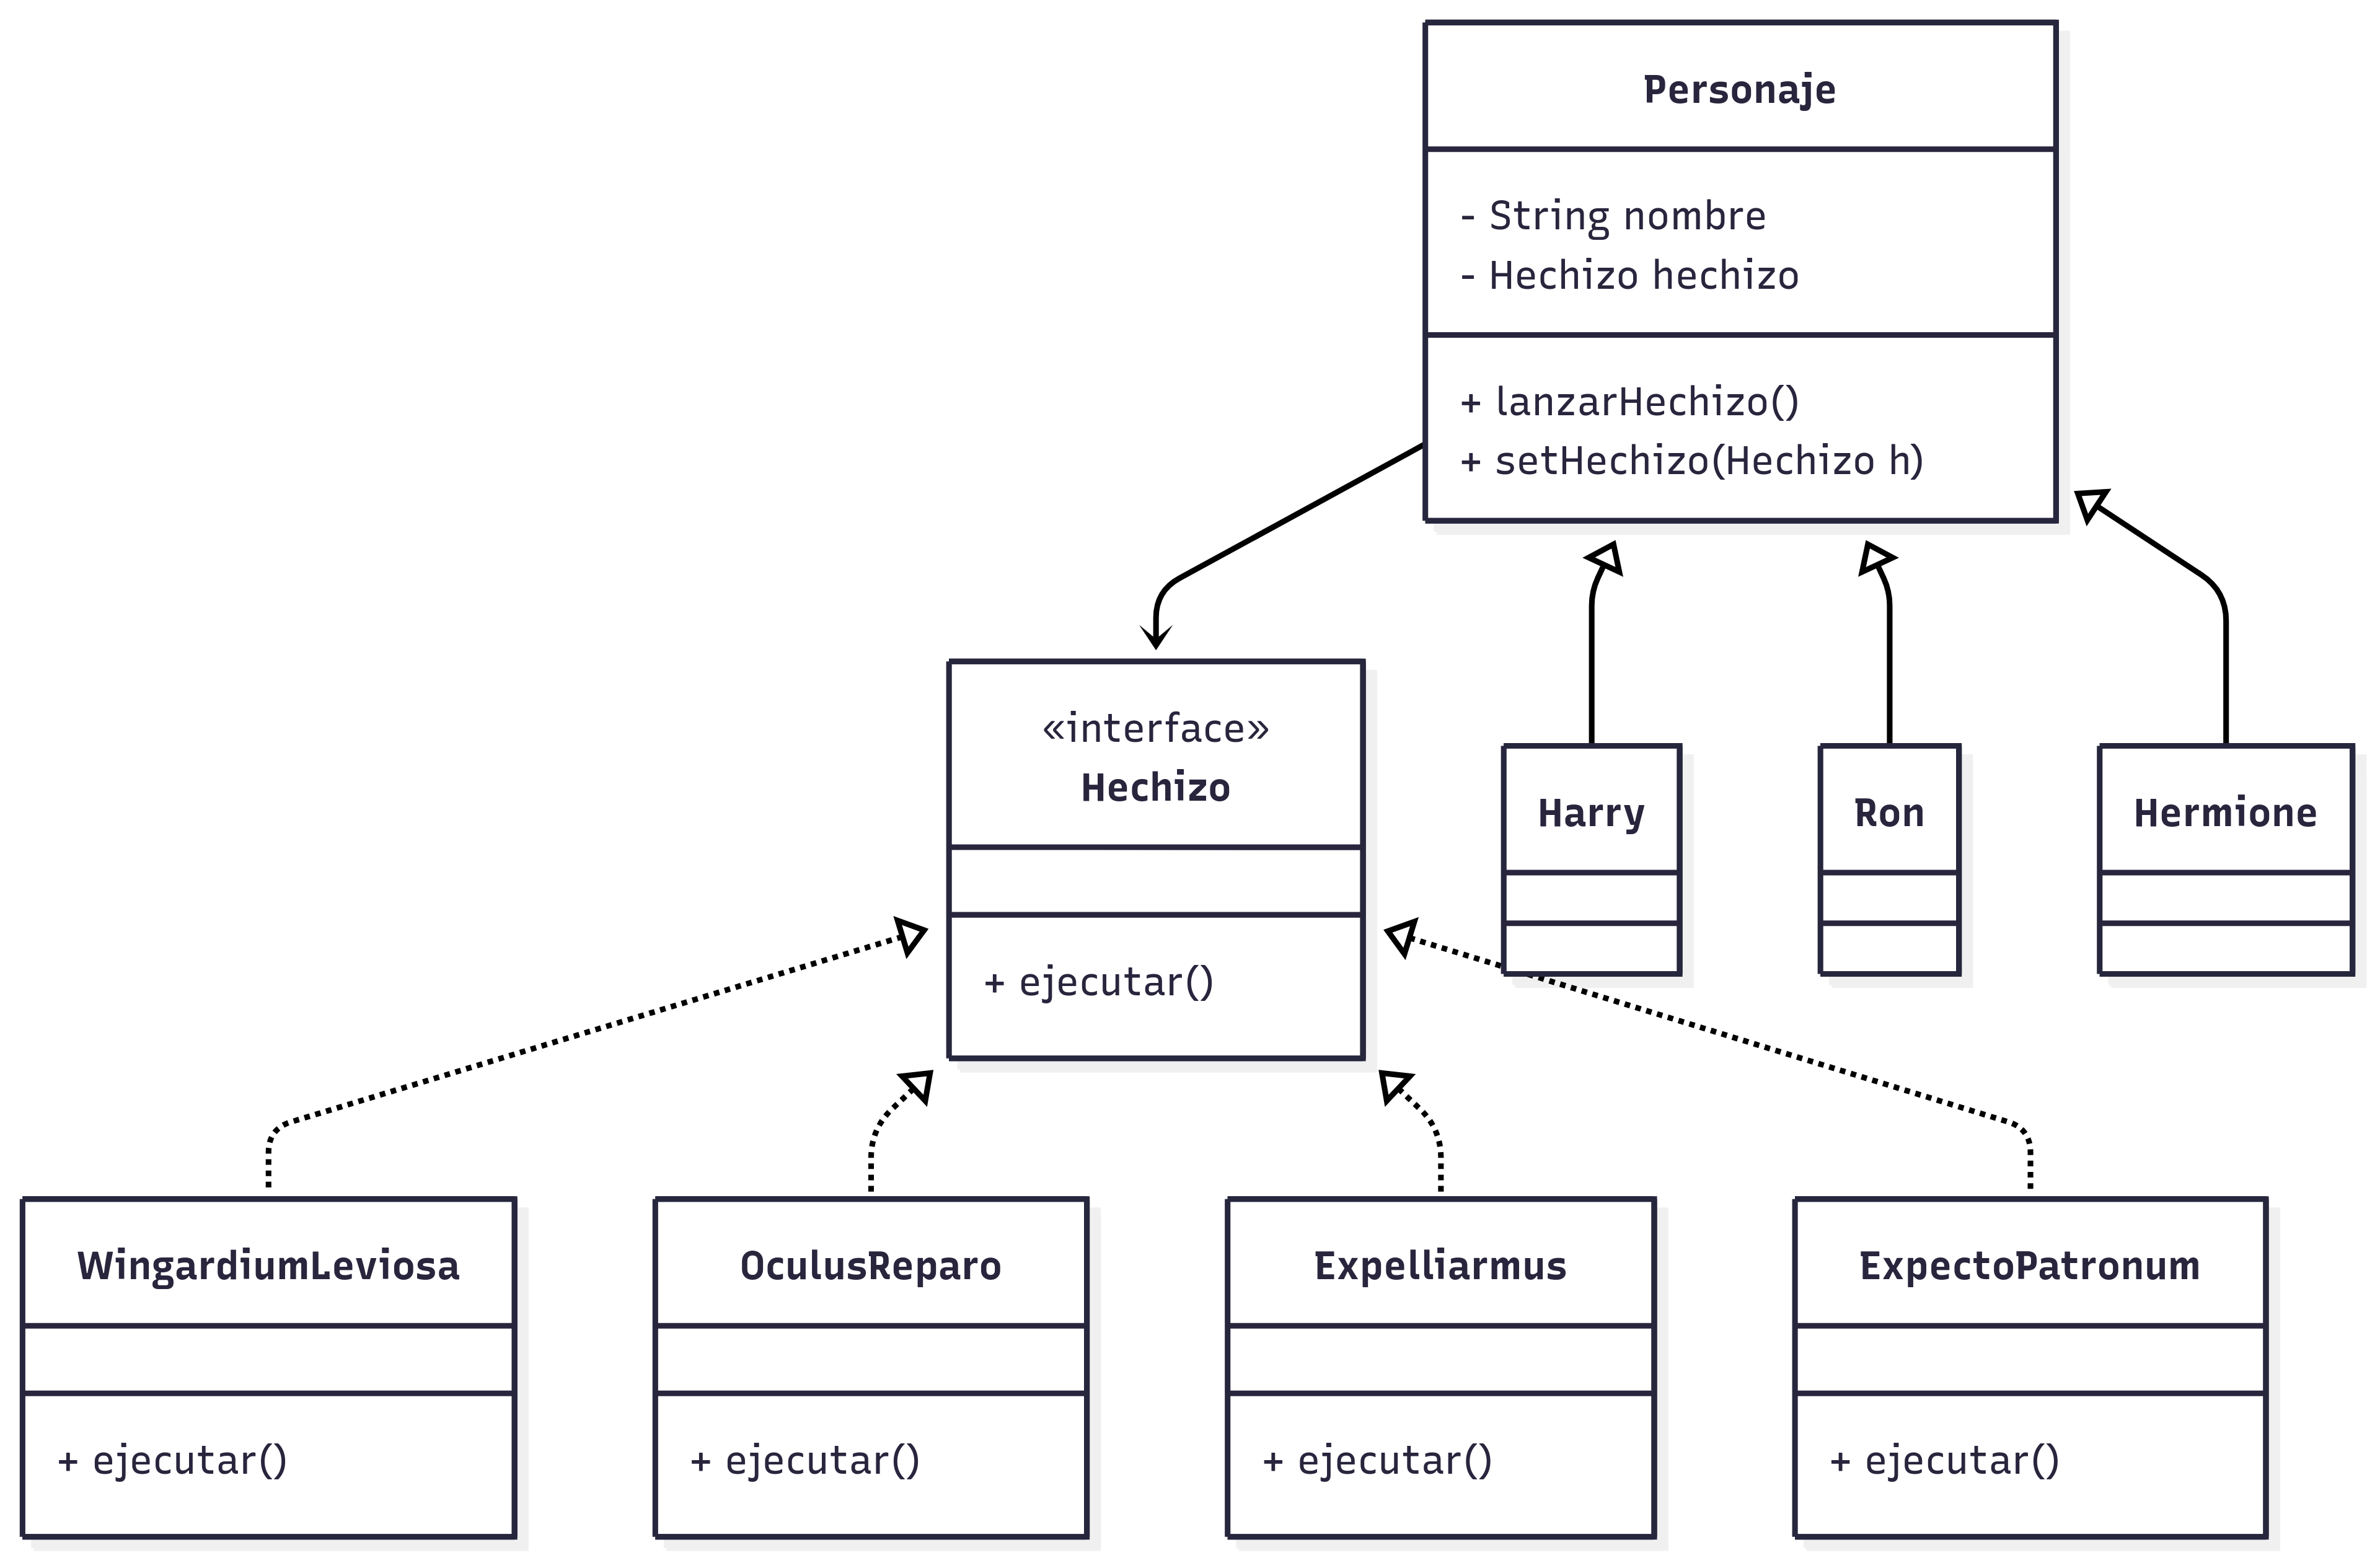 Personaje
- String nombre
- Hechizo hechizo
+ lanzarHechizo()
+ setHechizo(Hechizo h)
«interface»
Hechizo
+ ejecutar()
Harry
Ron
Hermione
WingardiumLeviosa
+ ejecutar()
OculusReparo
+ ejecutar()
Expelliarmus
+ ejecutar()
ExpectoPatronum
+ ejecutar()